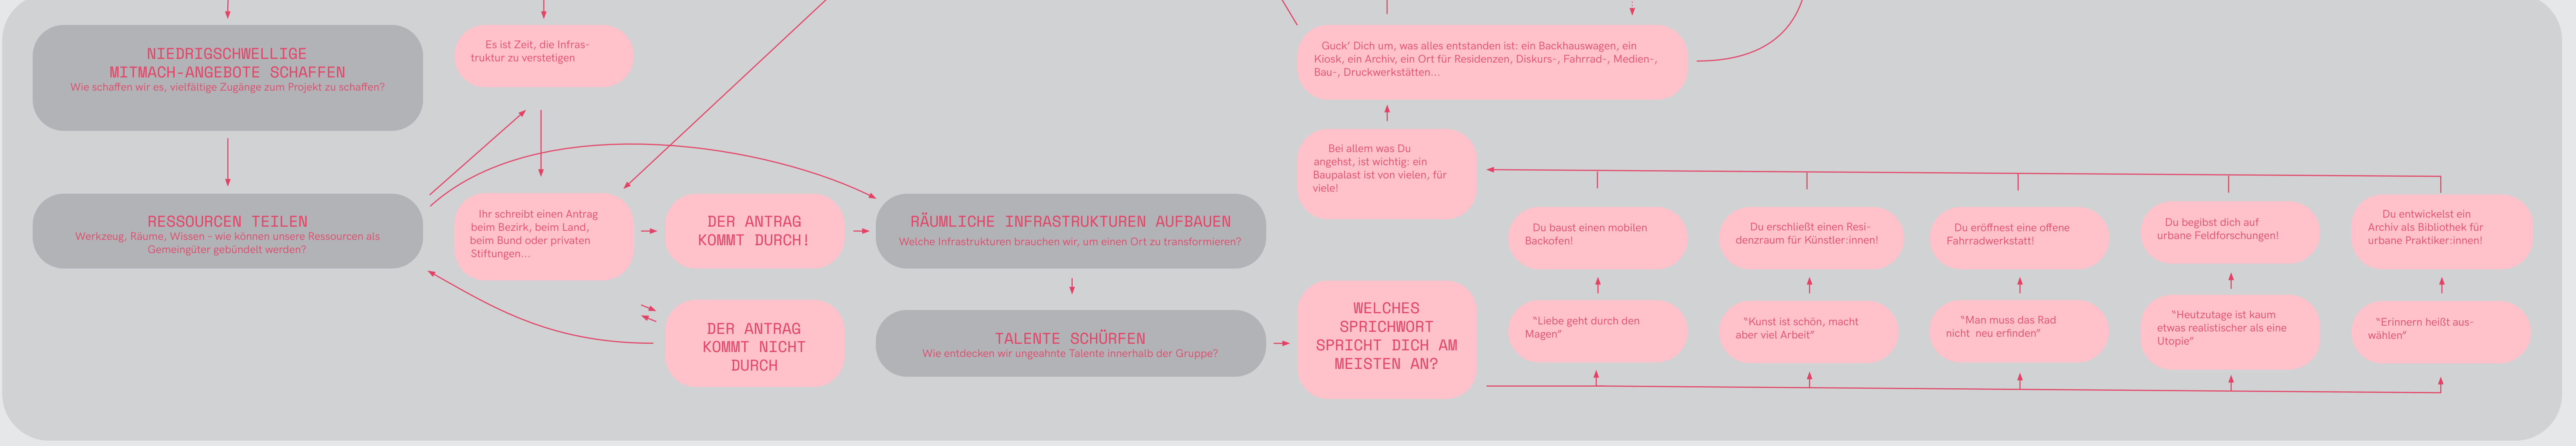 NIEDRIGSCHWELLIGE
MITMACH-ANGEBOTE SCHAFFEN
Wie schaffen wir es, vielfältige Zugänge zum Projekt zu schaffen?
Es ist Zeit, die Infras-
truktur zu verstetigen
RESSOURCEN TEILEN
Werkzeug, Räume, Wissen – wie können unsere Ressourcen als
Gemeingüter gebündelt werden?
Ihr schreibt einen Antrag
beim Bezirk, beim Land,
beim Bund oder privaten
Stiftungen...
DER ANTRAG
KOMMT DURCH!
DER ANTRAG
KOMMT NICHT
DURCH
RÄUMLICHE INFRASTRUKTUREN AUFBAUEN
Welche Infrastrukturen brauchen wir, um einen Ort zu transformieren?
TALENTE SCHÜRFEN
Wie entdecken wir ungeahnte Talente innerhalb der Gruppe?
Guck’ Dich um, was alles entstanden ist: ein Backhauswagen, ein
Kiosk, ein Archiv, ein Ort für Residenzen, Diskurs-, Fahrrad-, Medien-,
Bau-, Druckwerkstätten...
Bei allem was Du
angehst, ist wichtig: ein
Baupalast ist von vielen, für
viele!
WELCHES
SPRICHWORT
SPRICHT DICH AM
MEISTEN AN?
Du baust einen mobilen
Backofen!
Du erschließt einen Resi-
denzraum für Künstler:innen!
Du eröffnest eine offene
Fahrradwerkstatt!
Du begibst dich auf
urbane Feldforschungen!
Du entwickelst ein
Archiv als Bibliothek für
urbane Praktiker:innen!
“Liebe geht durch den
Magen”
“Kunst ist schön, macht
aber viel Arbeit”
“Man muss das Rad
nicht neu erfinden”
“Heutzutage ist kaum
etwas realistischer als eine
Utopie”
“Erinnern heißt aus-
wählen”